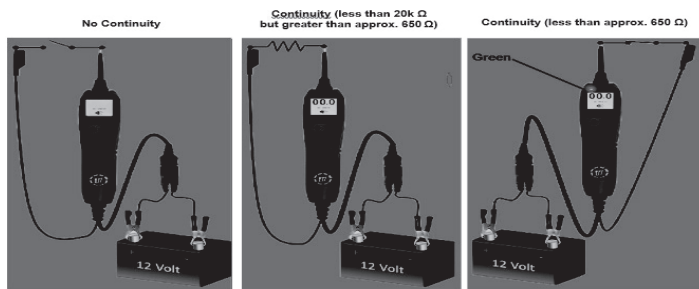 No Continuity
Continuity (less than 20k Ω
but greater than approx. 650 Ω)
Continuity (less than approx. 650 Ω)
Green
00.0
00.0
12 Volt
12 Volt
12 Volt